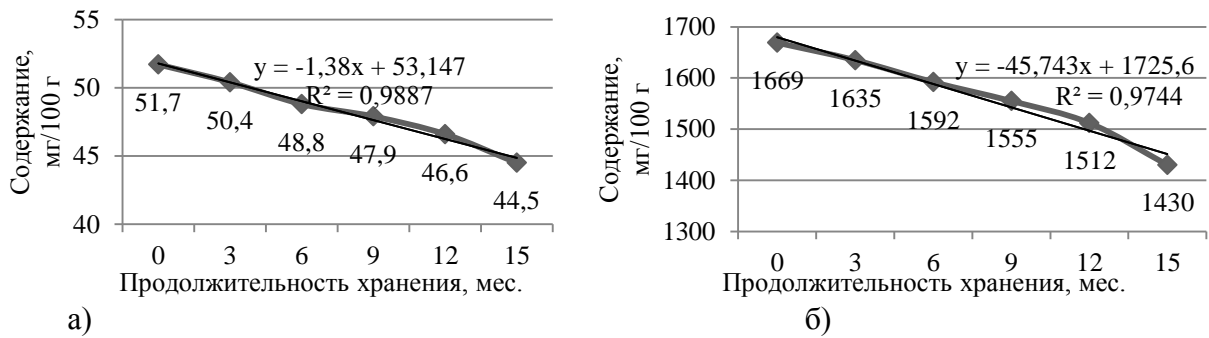 Содержание,
мг/100 г
55
50
45
40
y = -1,38x + 53,147
R² = 0,9887
51,7
50,4
48,8
47,9
46,6
44,5
0 3 6 9 12 15
Продолжительность хранения, мес.
а)
Содержание,
мг/100 г
1700
1600
1500
1400
1300
y = -45,743x + 1725,6
R² = 0,9744
1669
1635
1592
1555
1512
1430
0 3 6 9 12 15
Продолжительность хранения, мес.
б)